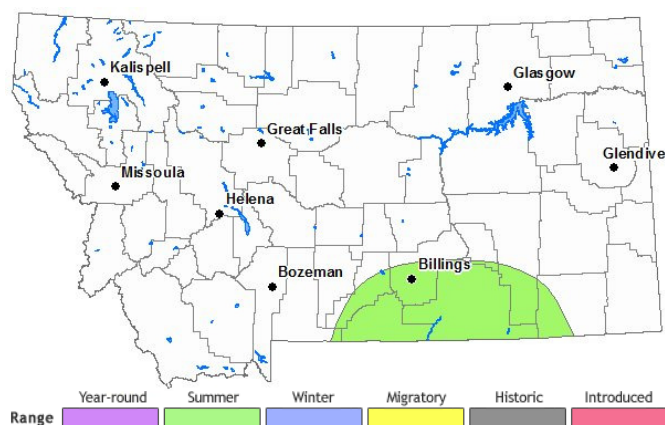 Kalispell
Glasgow
Great Falls
Glendive
Missoula
Helena
Billings
Bozeman
Year-round Summer Winter Migratory Historic Introduced
Range